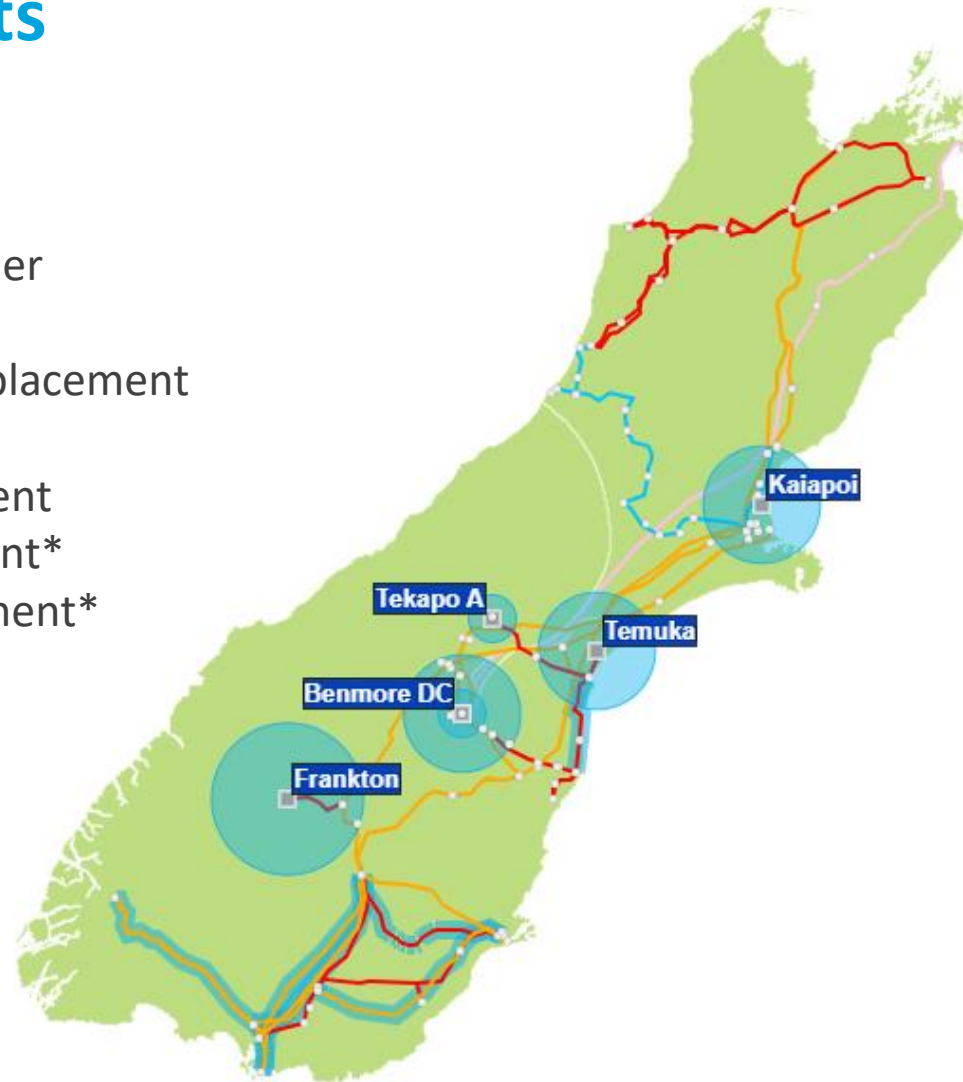 ts
er
placement
ent
nt*
ment*
Kaiapoi
Tekapo A
Temuka
Benmore DC
Frankton